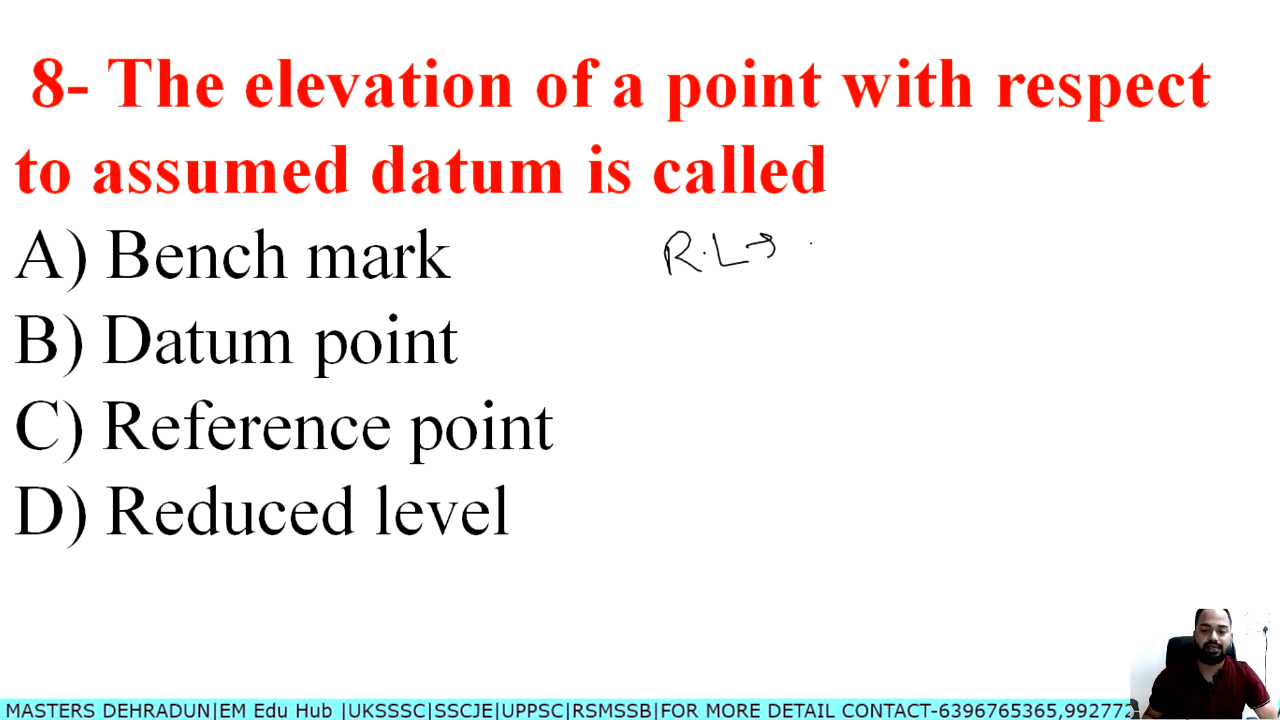 8- The elevation of a point with respect
to assumed datum is called
A) Bench mark
R.L→
B) Datum point
C) Reference point
D) Reduced level
MASTERS DEHRADUN|EM Edu Hub |UKSSSC|SSCJE|UPPSC|RSMSSB|FOR MORE DETAIL CONTACT-6396765365,992772